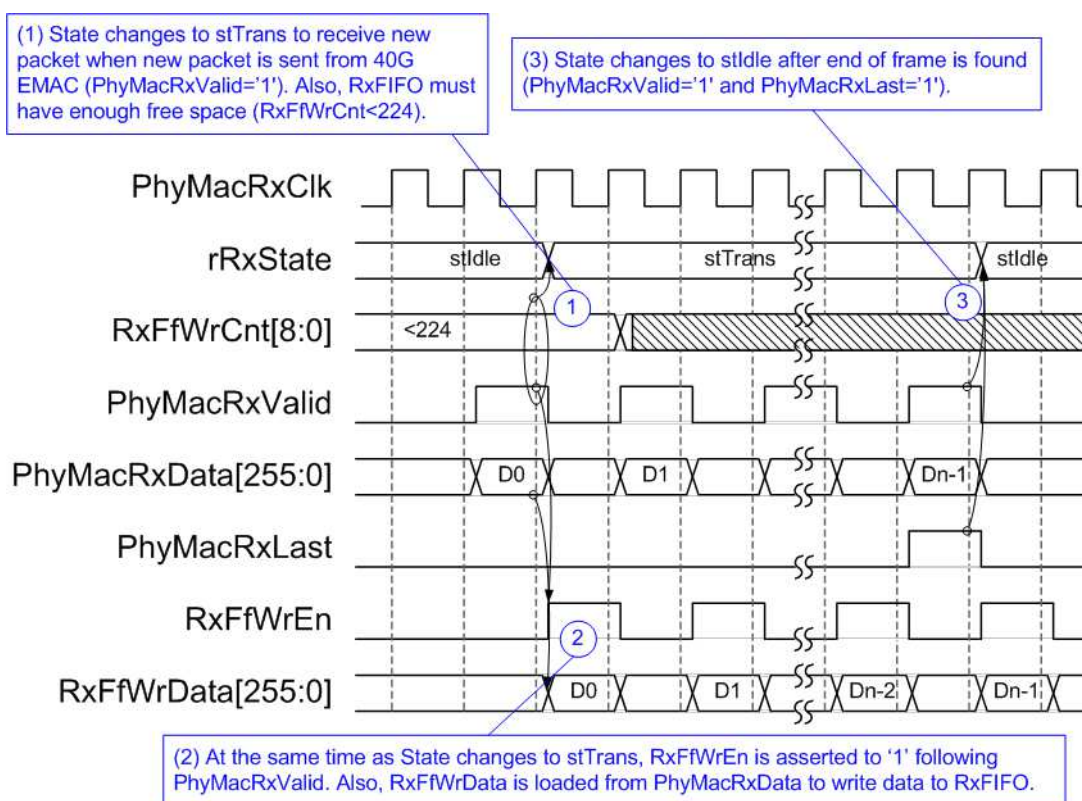 (1) State changes to stTrans to receive new
packet when new packet is sent from 40G
EMAC (PhyMacRxValid=’1’). Also, RxFIFO must
have enough free space (RxFfWrCnt<224).
(3) State changes to stIdle after end of frame is found
(PhyMacRxValid='1' and PhyMacRxLast='1').
PhyMacRxClk
rRxState
stIdle
stTrans
stIdle
1
3
RxFfWrCnt[8:0]
<224
PhyMacRxValid
PhyMacRxData[255:0]
D0
D1
Dn-1
PhyMacRxLast
RxFfWrEn
2
RxFfWrData[255:0]
D0
D1
Dn-2
Dn-1
(2) At the same time as State changes to stTrans, RxFfWrEn is asserted to ‘1’ following
PhyMacRxValid. Also, RxFfWrData is loaded from PhyMacRxData to write data to RxFIFO.